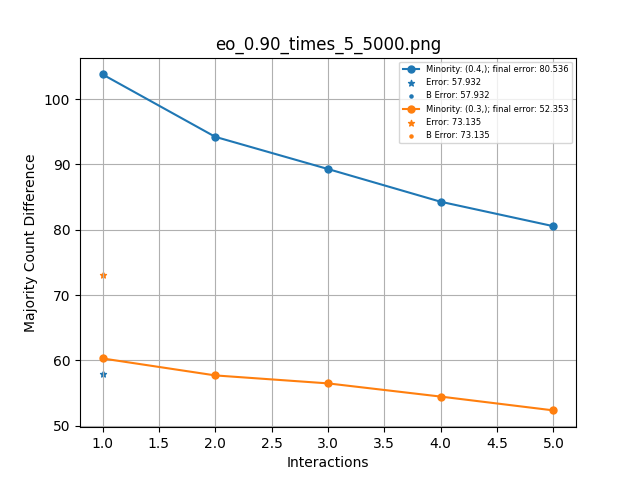 eo_0.90_times_5_5000.png
Minority: (0.4,); final error: 80.536
Error: 57.932
B Error: 57.932
Minority: (0.3,); final error: 52.353
Error: 73.135
B Error: 73.135
Majority Count Difference
100
90
80
70
60
50
1.0 1.5 2.0 2.5 3.0 3.5 4.0 4.5 5.0
Interactions